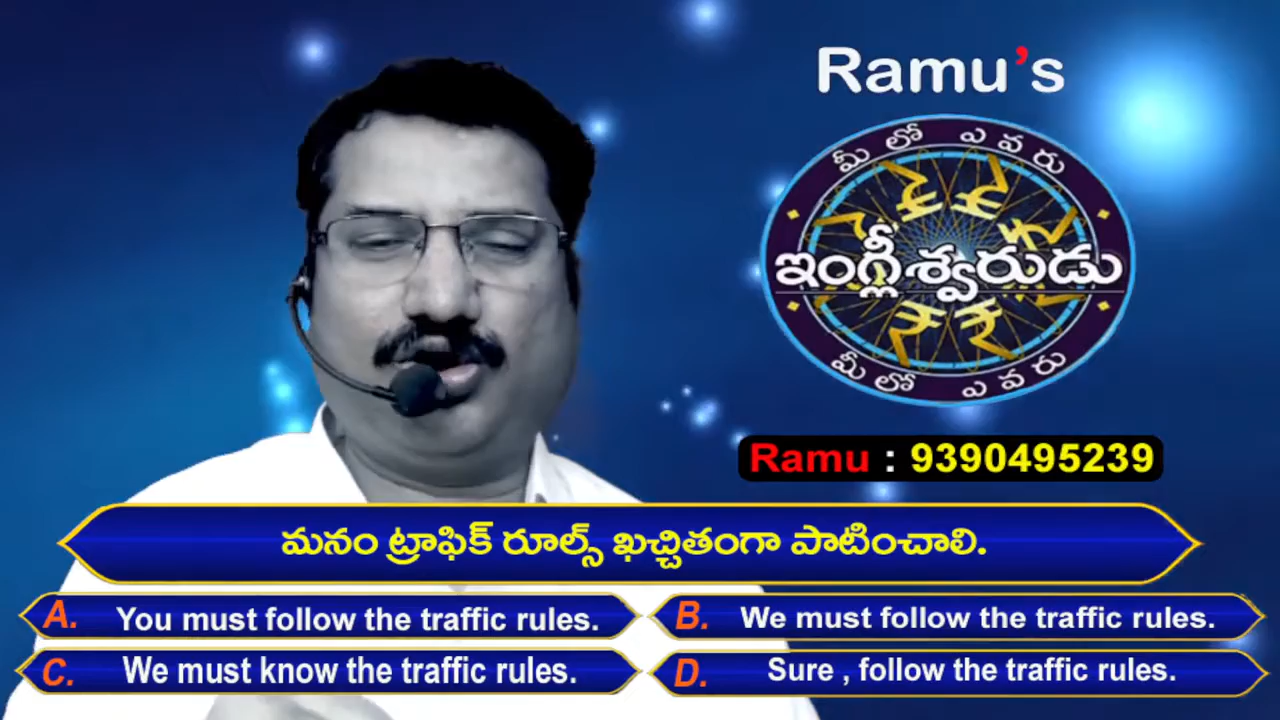 Ramu's
మీలో ఎవరు
ఇంగ్లీశ్వరుడు
మీలో ఎవరు
Ramu : 9390495239
మనం ట్రాఫిక్ రూల్స్ ఖచ్చితంగా పాటించాలి.
A. You must follow the traffic rules.
B. We must follow the traffic rules.
C. We must know the traffic rules.
D. Sure , follow the traffic rules.